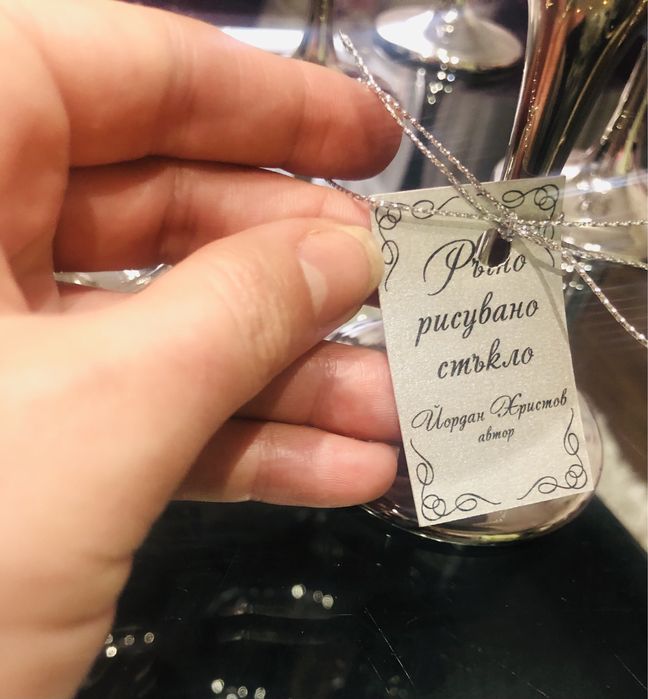 Ръчно
рисувано
стъкло
Йордан Христов
автор